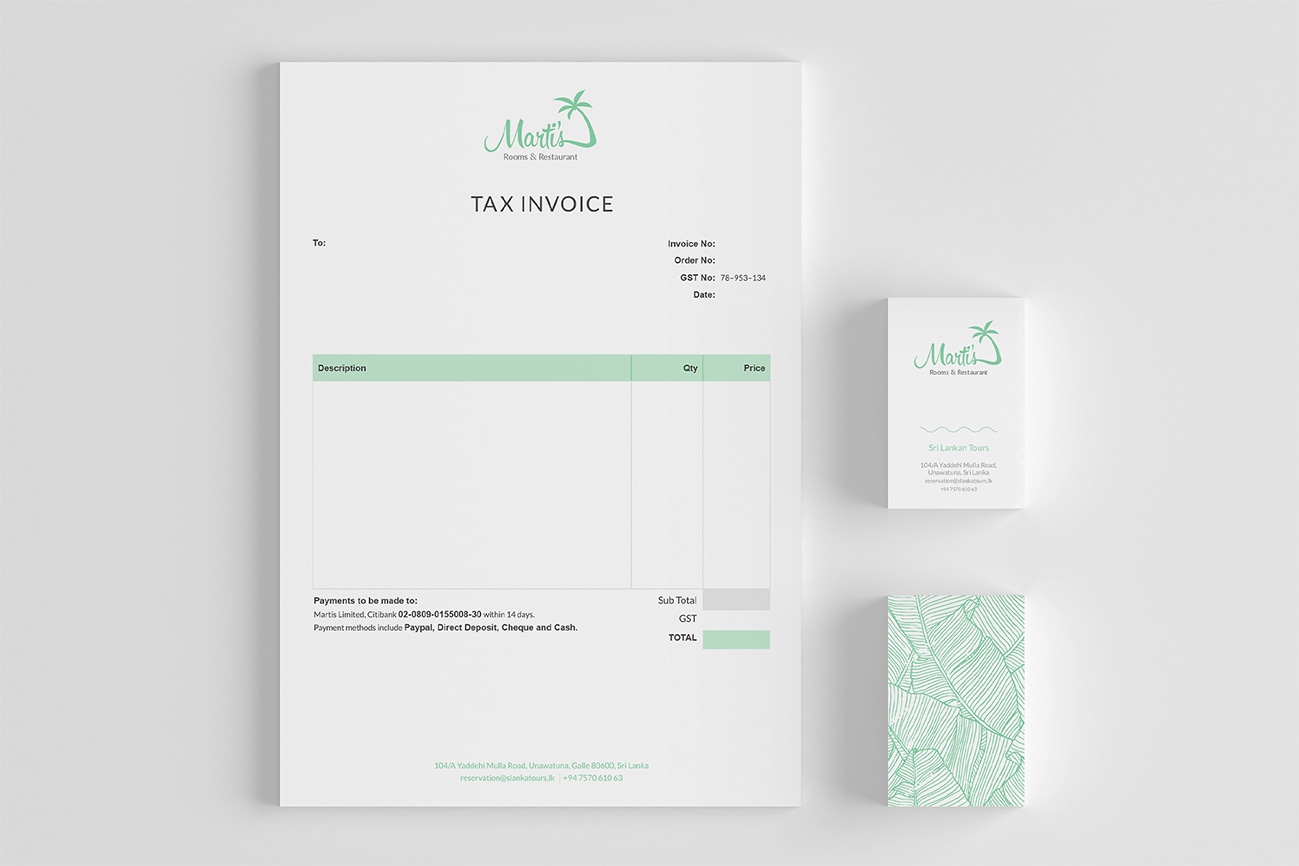 Marti's
Rooms & Restaurant
TAX INVOICE
To:
Invoice No:
Order No:
GST No: 78-953-134
Date:
Description Qty Price
Payments to be made to:
Martis Limited, Citibank 02-0809-0155008-30 within 14 days.
Payment methods include Paypal, Direct Deposit, Cheque and Cash.
Sub Total
GST
TOTAL
104/A Yaddehi Mulla Road, Unawatuna, Galle 80600, Sri Lanka
reservation@slankatours.lk | +94 7570 610 63
Marti's
Rooms & Restaurant
Sri Lankan Tours
104/A Yaddehi Mulla Road,
Unawatuna, Sri Lanka
reservation@slankatours.lk
+94 7570 610 63